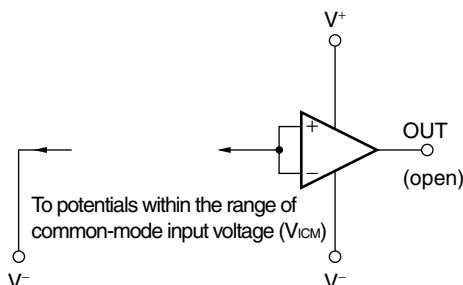 V+
+
OUT
−
(open)
To potentials within the range of
common-mode input voltage (VICM)
V−
V−